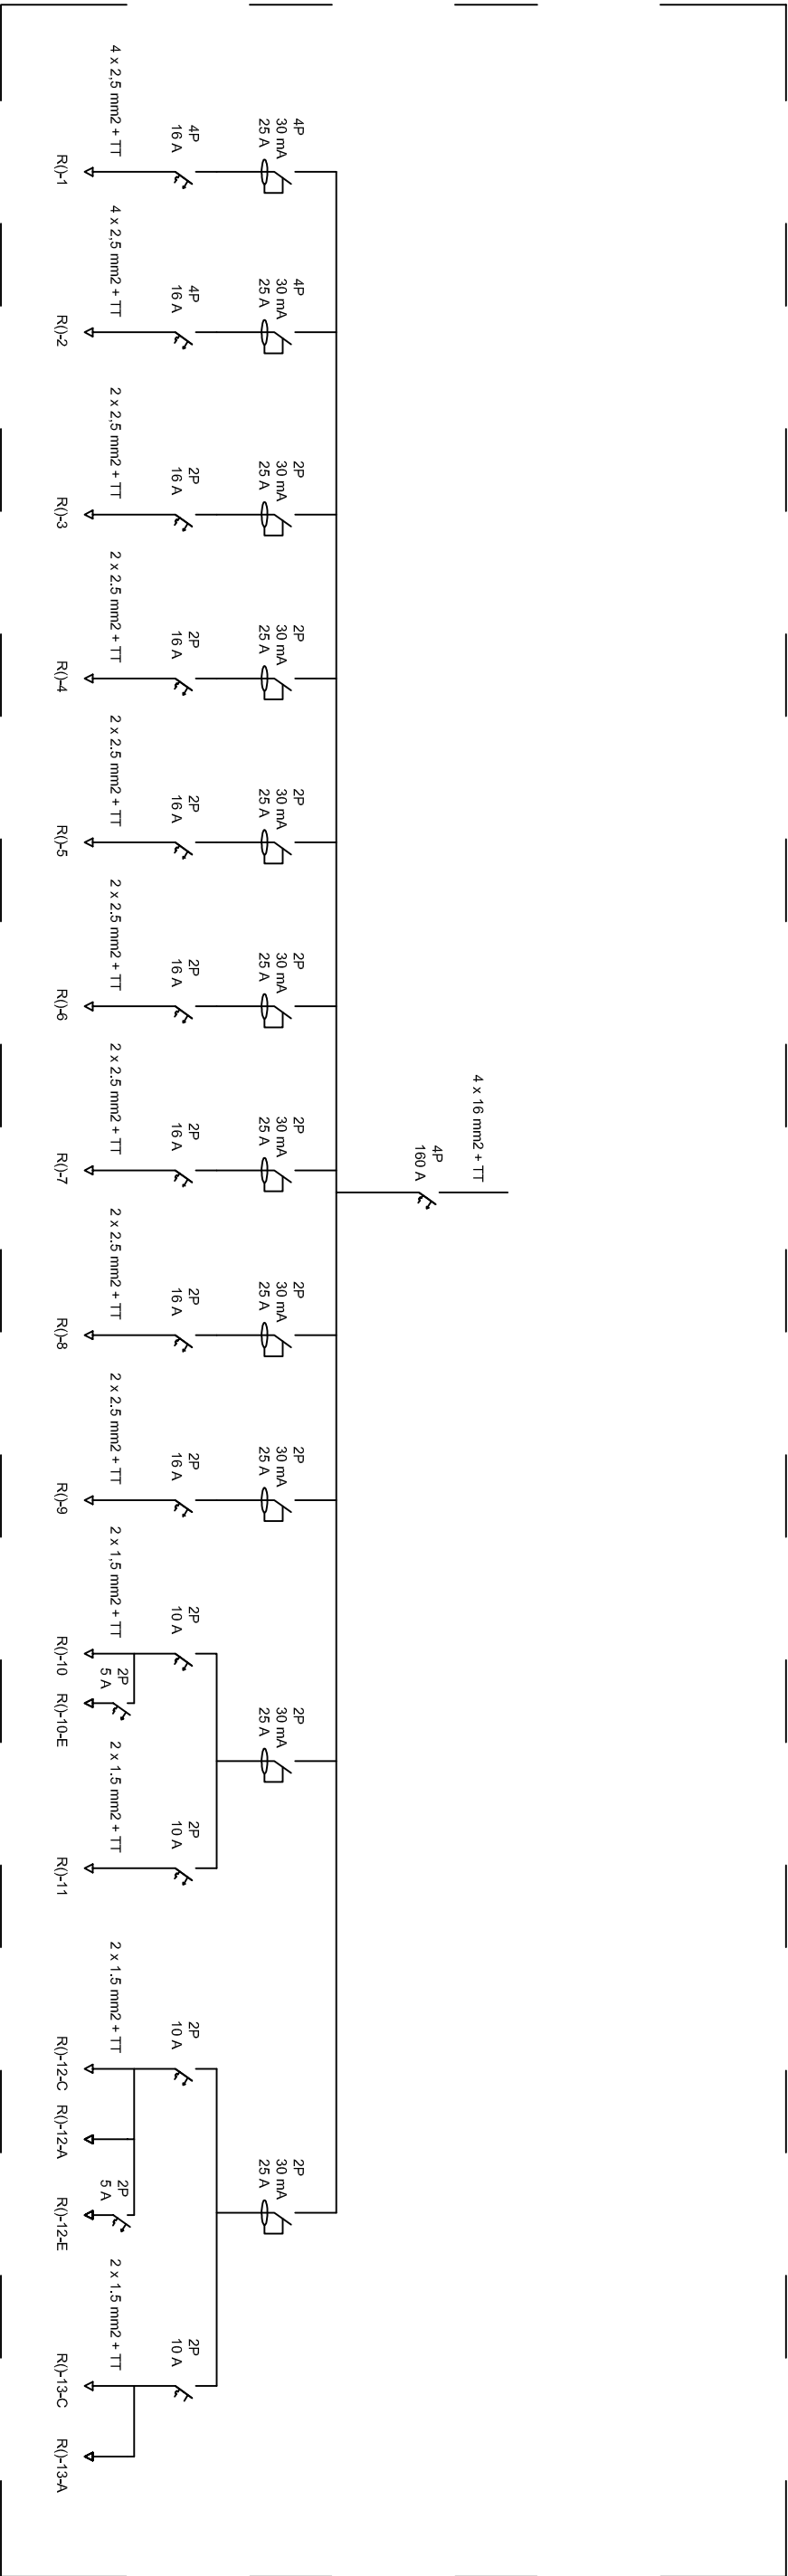 4 x 16 mm2 + TT
4P
160 A
4P
30 mA
25 A
4P
30 mA
25 A
2P
30 mA
25 A
2P
30 mA
25 A
2P
30 mA
25 A
2P
30 mA
25 A
2P
30 mA
25 A
2P
30 mA
25 A
2P
30 mA
25 A
2P
30 mA
25 A
2P
30 mA
25 A
4P
16 A
4P
16 A
2P
16 A
2P
16 A
2P
16 A
2P
16 A
2P
16 A
2P
16 A
2P
16 A
2P
10 A
2P
10 A
2P
10 A
2P
10 A
4 x 2,5 mm2 + TT
4 x 2,5 mm2 + TT
2 x 2,5 mm2 + TT
2 x 2.5 mm2 + TT
2 x 2.5 mm2 + TT
2 x 2.5 mm2 + TT
2 x 2.5 mm2 + TT
2 x 2.5 mm2 + TT
2 x 2.5 mm2 + TT
2 x 1,5 mm2 + TT
2P
5 A
2 x 1.5 mm2 + TT
2 x 1.5 mm2 + TT
2P
5 A
2 x 1.5 mm2 + TT
R()-1
R()-2
R()-3
R()-4
R()-5
R()-6
R()-7
R()-8
R()-9
R()-10
R()-10-E
R()-11
R()-12-C
R()-12-A
R()-12-E
R()-13-C
R()-13-A